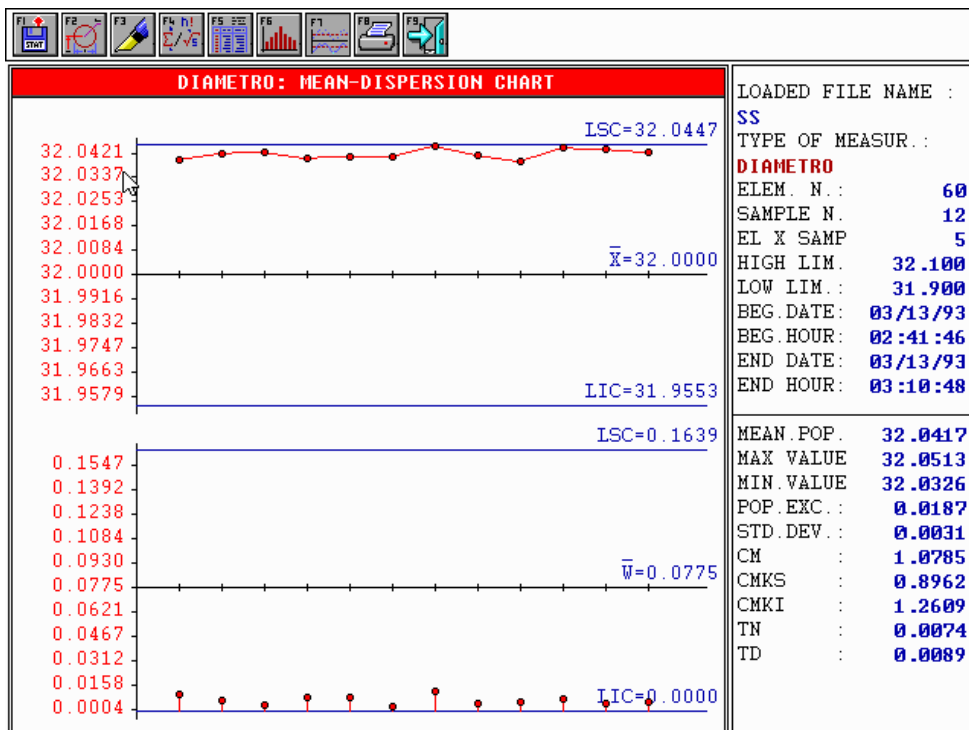 F1 F2 F3 F4 F5 F6 F7 F8 F9
STAT h! Σ/√s
DIAMETRO: MEAN-DISPERSION CHART
LSC=32.0447
32.0421
32.0337
32.0253
32.0168
32.0084
32.0000
X̅=32.0000
31.9916
31.9832
31.9747
31.9663
31.9579
LIC=31.9553
LSC=0.1639
0.1547
0.1392
0.1238
0.1084
0.0930
0.0775
W̅=0.0775
0.0621
0.0467
0.0312
0.0158
0.0004
LIC=0.0000
LOADED FILE NAME :
SS
TYPE OF MEASUR.:
DIAMETRO
ELEM. N.: 60
SAMPLE N. 12
EL X SAMP 5
HIGH LIM. 32.100
LOW LIM.: 31.900
BEG.DATE: 03/13/93
BEG.HOUR: 02:41:46
END DATE: 03/13/93
END HOUR: 03:10:48
MEAN.POP. 32.0417
MAX VALUE 32.0513
MIN.VALUE 32.0326
POP.EXC.: 0.0187
STD.DEV.: 0.0031
CM : 1.0785
CMKS : 0.8962
CMKI : 1.2609
TN : 0.0074
TD : 0.0089